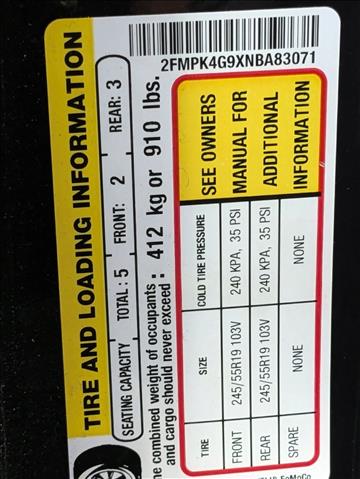 2FMPK4G9XNBA83071
TIRE AND LOADING INFORMATION
SEATING CAPACITY TOTAL: 5 FRONT: 2 REAR: 3
he combined weight of occupants
and cargo should never exceed : 412 kg or 910 lbs.
TIRE SIZE COLD TIRE PRESSURE SEE OWNERS
FRONT 245/55R19 103V 240 KPA, 35 PSI MANUAL FOR
REAR 245/55R19 103V 240 KPA, 35 PSI ADDITIONAL
SPARE NONE NONE INFORMATION
FoMoCo